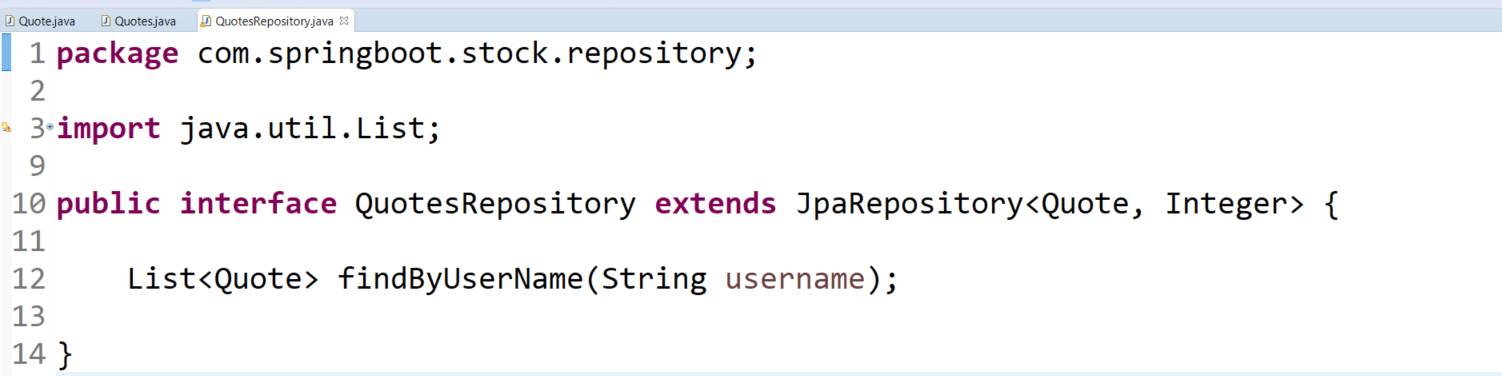 Quote.java Quotes.java QuotesRepository.java
1 package com.springboot.stock.repository;
2
3 import java.util.List;
9
10 public interface QuotesRepository extends JpaRepository<Quote, Integer> {
11
12 List<Quote> findByUserName(String username);
13
14 }